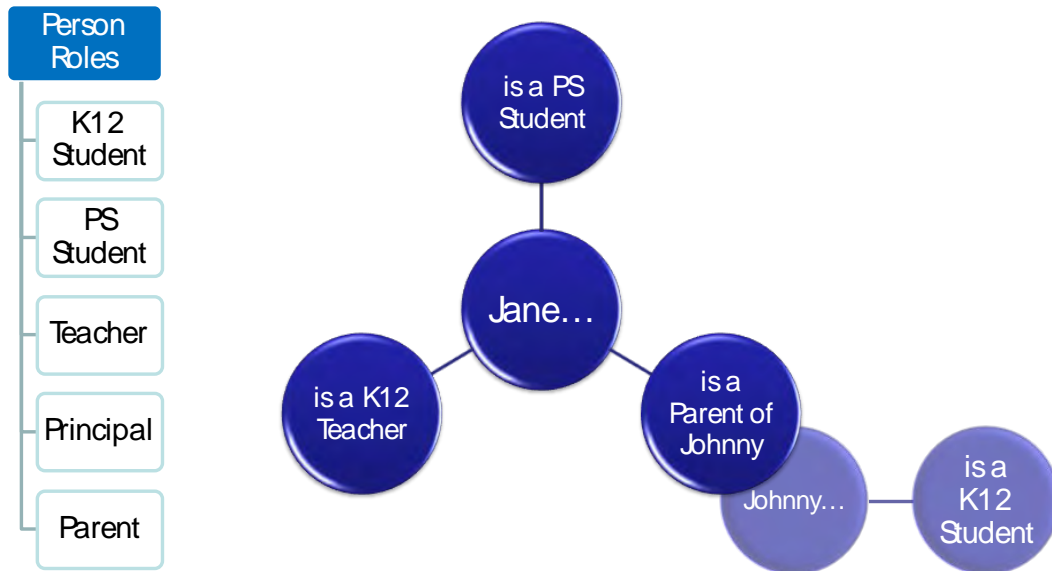 Person
Roles
K12
Student
PS
Student
Teacher
Principal
Parent
is a PS
Student
Jane…
is a K12
Teacher
is a
Parent of
Johnny
Johnny…
is a
K12
Student